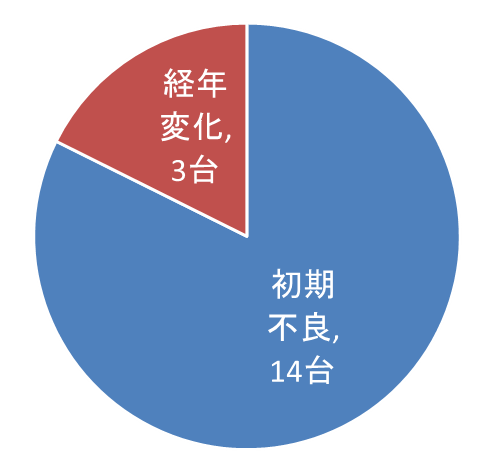 経年
変化,
3台
初期
不良,
14台